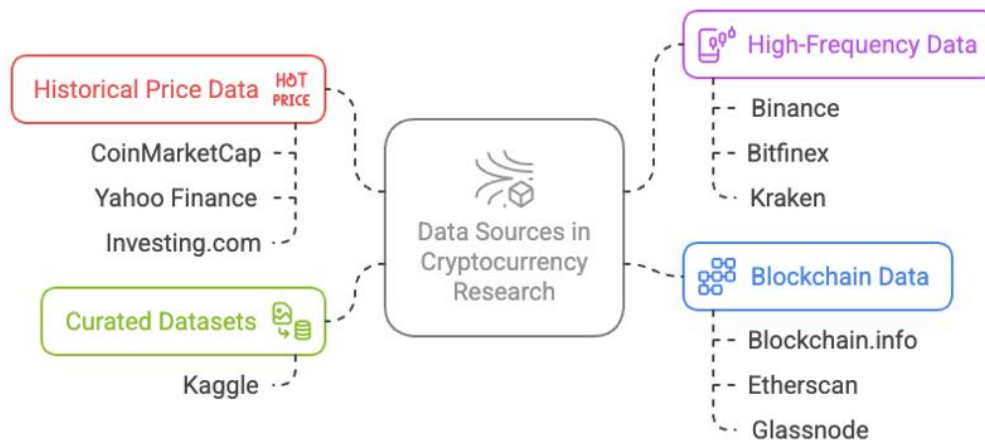 Historical Price Data
HOT
PRICE
CoinMarketCap
Yahoo Finance
Investing.com
Curated Datasets
Kaggle
Data Sources in
Cryptocurrency
Research
High-Frequency Data
Binance
Bitfinex
Kraken
Blockchain Data
Blockchain.info
Etherscan
Glassnode